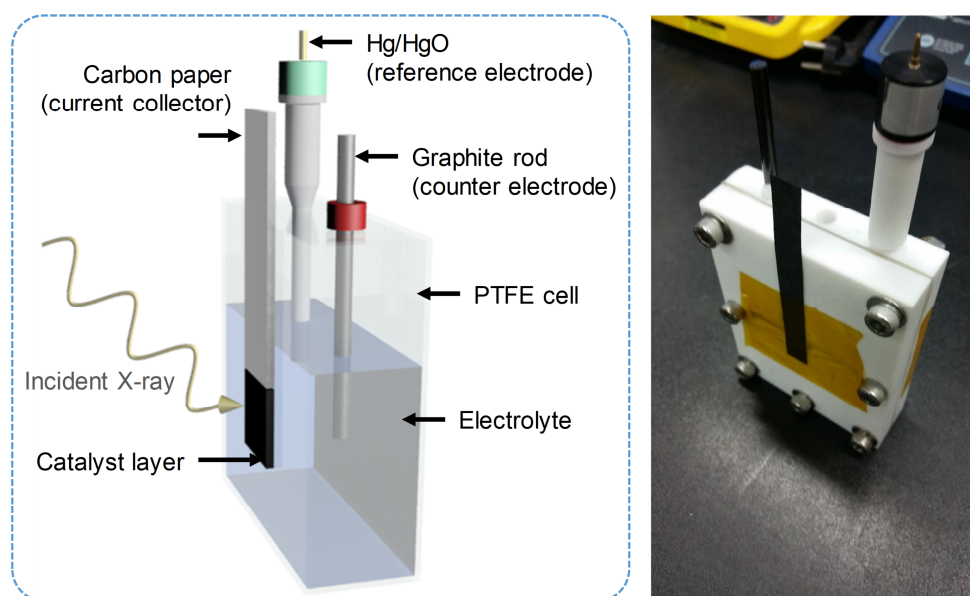 Hg/HgO
(reference electrode)
Carbon paper
(current collector)
Graphite rod
(counter electrode)
PTFE cell
Incident X-ray
Electrolyte
Catalyst layer